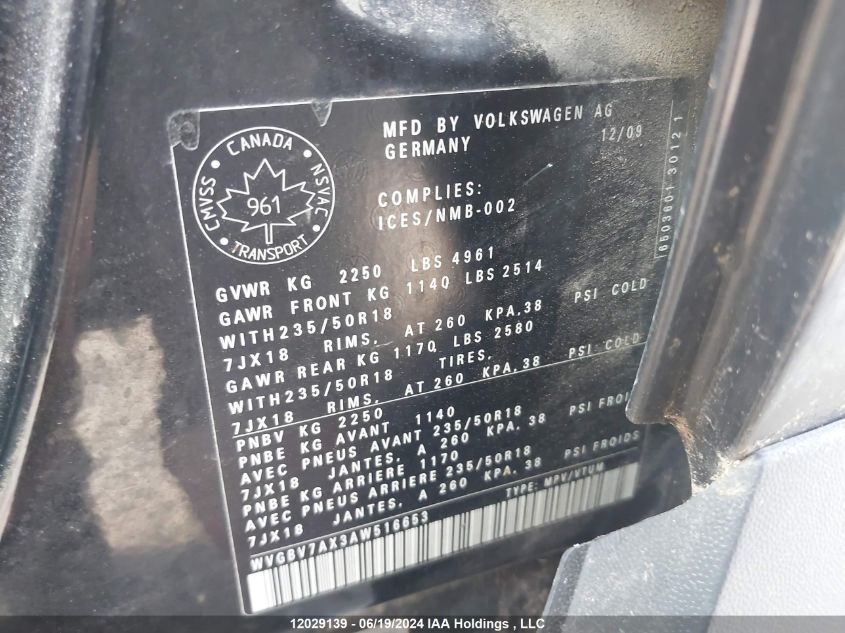 CANADA
CMVSS
NSVAC
961
TRANSPORT
MFD BY VOLKSWAGEN AG
GERMANY 12/09
COMPLIES:
ICES/NMB-002
6503601 30121
GVWR KG 2250 LBS 4961
GAWR FRONT KG 1140 LBS 2514
WITH235/50R18
7JX18 RIMS, AT 260 KPA,38 PSI COLD
GAWR REAR KG 1170 LBS 2580
WITH235/50R18 TIRES,
7JX18 RIMS, AT 260 KPA,38 PSI COLD
PNBV KG 2250
PNBE KG AVANT 1140
AVEC PNEUS AVANT 235/50R18
7JX18 JANTES, A 260 KPA, 38 PSI FROIDS
PNBE KG ARRIERE 1170
AVEC PNEUS ARRIERE 235/50R18
7JX18 JANTES, A 260 KPA, 38 PSI FROIDS
WVGBV7AX3AW516653 TYPE: MPV/VTUM
12029139 - 06/19/2024 IAA Holdings , LLC